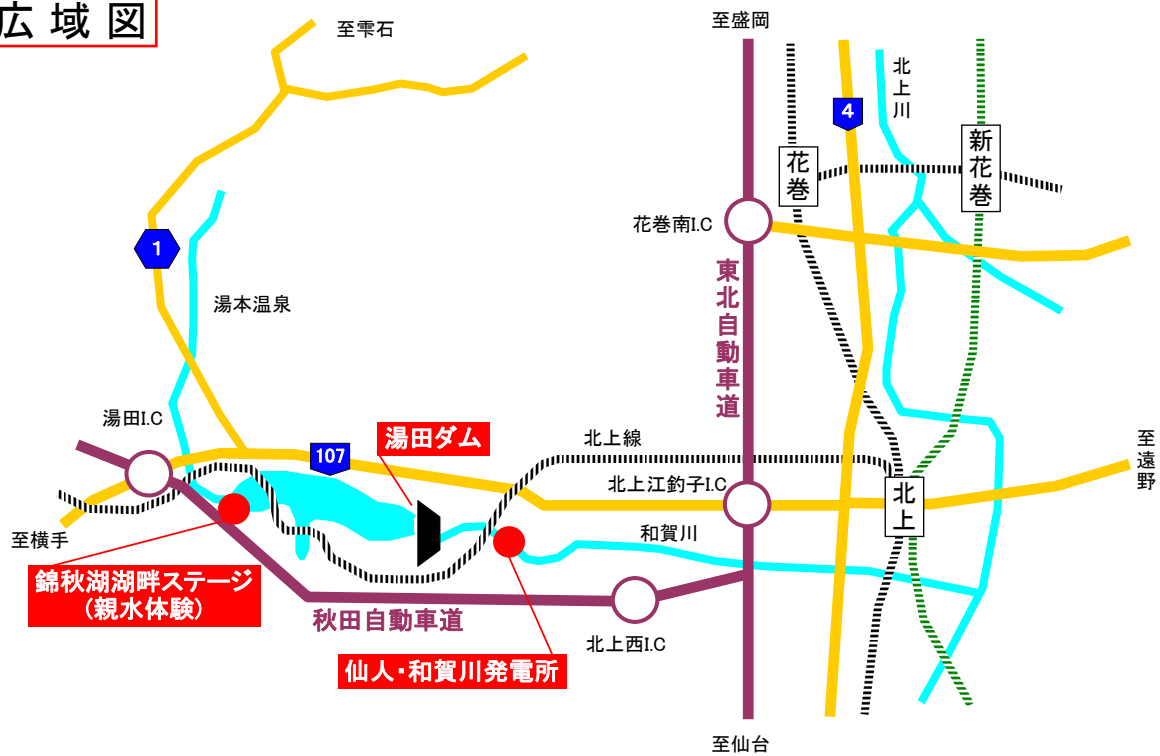 広域図
至雫石
至盛岡
北上川
4
花巻
新花巻
花巻南I.C
1
東北自動車道
湯本温泉
湯田I.C
湯田ダム
北上線
107
北上江釣子I.C
至遠野
北上
至横手
和賀川
錦秋湖湖畔ステージ
(親水体験)
秋田自動車道
北上西I.C
仙人・和賀川発電所
至仙台